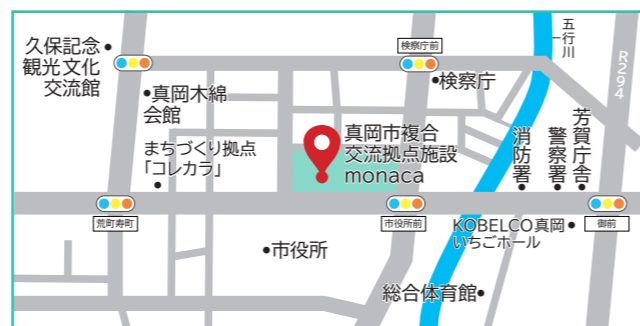 久保記念
観光文化
交流館
真岡木綿
会館
まちづくり拠点
「コレカラ」
荒町寿町
検察庁前
検察庁
真岡市複合
交流拠点施設
monaca
五行川
R294
消防署
警察署
芳賀庁舎
市役所前
御前
KOBELCO真岡
いちごホール
市役所
総合体育館